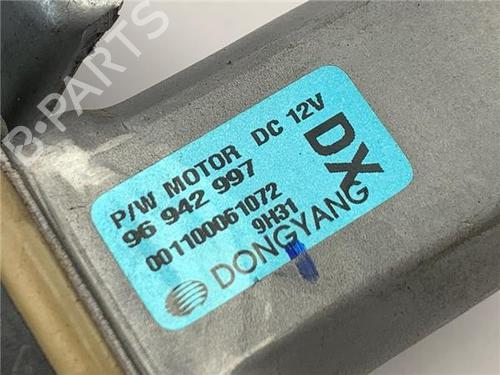 B-PARTS
P/W MOTOR DC 12V
96 942 997
001100061072
9H31
DX
DONGYANG